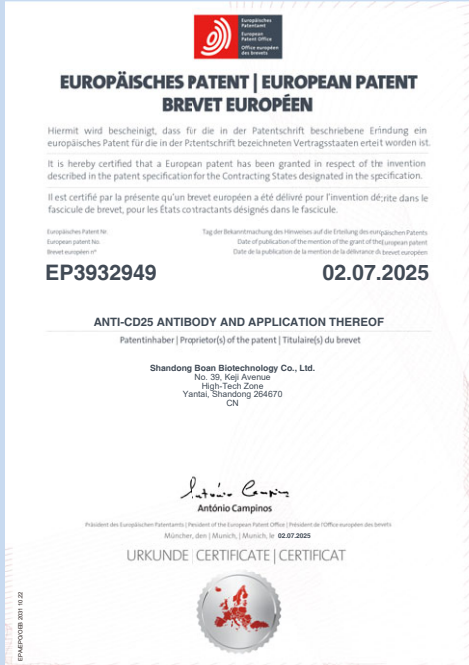 Europäisches
Patentamt
European
Patent Office
Office européen
des brevets
EUROPÄISCHES PATENT | EUROPEAN PATENT
BREVET EUROPÉEN
Hiermit wird bescheinigt, dass für die in der Patentschrift beschriebene Erfindung ein
europäisches Patent für die in der Patentschrift bezeichneten Vertragsstaaten erteilt worden ist.
It is hereby certified that a European patent has been granted in respect of the invention
described in the patent specification for the Contracting States designated in the specification.
Il est certifié par la présente qu'un brevet européen a été délivré pour l'invention décrite dans le
fascicule de brevet, pour les États contractants désignés dans le fascicule.
Europäisches Patent Nr.
European patent No.
Brevet européen n°
Tag der Bekanntmachung des Hinweises auf die Erteilung des europäischen Patents
Date of publication of the mention of the grant of the European patent
Date de la publication de la mention de la délivrance du brevet européen
EP3932949
02.07.2025
ANTI-CD25 ANTIBODY AND APPLICATION THEREOF
Patentinhaber | Proprietor(s) of the patent | Titulaire(s) du brevet
Shandong Boan Biotechnology Co., Ltd.
No. 39, Keji Avenue
High-Tech Zone
Yantai, Shandong 264670
CN
António Campinos
António Campinos
Präsident des Europäischen Patentamts | President of the European Patent Office | Président de l'Office européen des brevets
München, den | Munich, | Munich, le 02.07.2025
URKUNDE | CERTIFICATE | CERTIFICAT